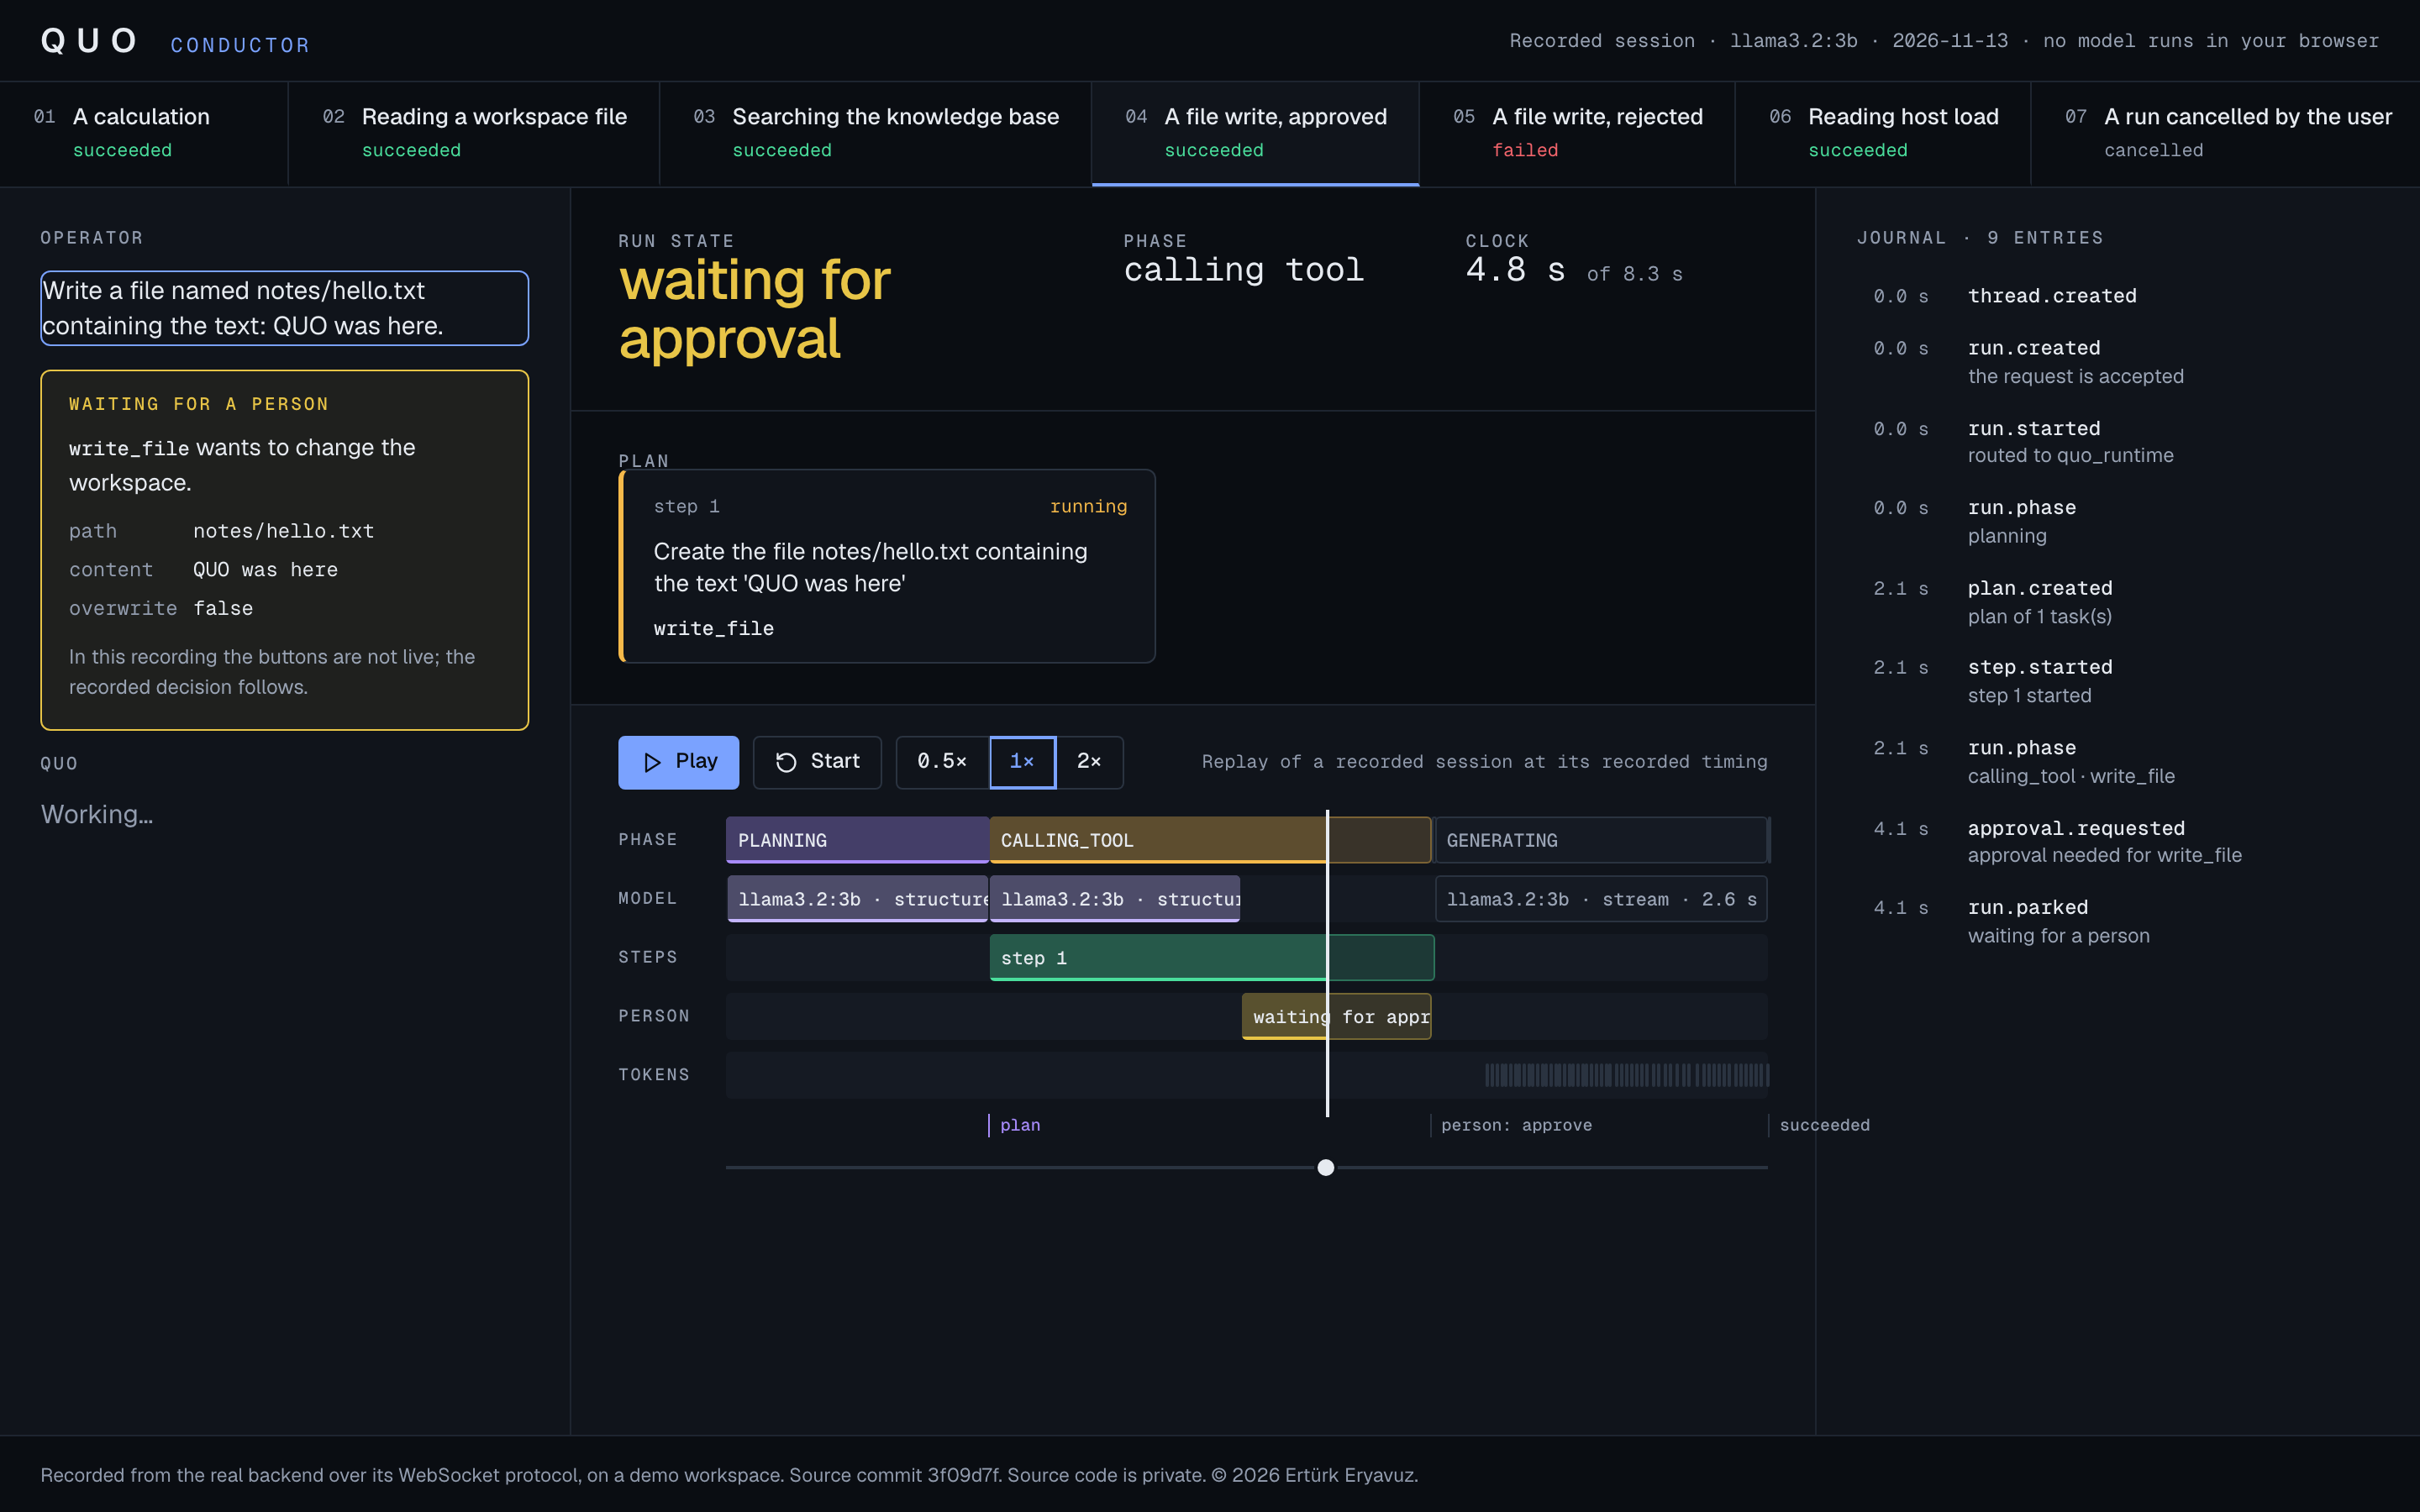 QUO CONDUCTOR
Recorded session · llama3.2:3b · 2026-11-13 · no model runs in your browser
01 A calculation
succeeded
02 Reading a workspace file
succeeded
03 Searching the knowledge base
succeeded
04 A file write, approved
succeeded
05 A file write, rejected
failed
06 Reading host load
succeeded
07 A run cancelled by the user
cancelled
OPERATOR
Write a file named notes/hello.txt
containing the text: QUO was here.
WAITING FOR A PERSON
write_file wants to change the
workspace.
path notes/hello.txt
content QUO was here
overwrite false
In this recording the buttons are not live; the
recorded decision follows.
QUO
Working…
RUN STATE
waiting for
approval
PHASE
calling tool
CLOCK
4.8 s of 8.3 s
PLAN
step 1 running
Create the file notes/hello.txt containing
the text 'QUO was here'
write_file
Play Start 0.5× 1× 2× Replay of a recorded session at its recorded timing
PHASE PLANNING CALLING_TOOL GENERATING
MODEL llama3.2:3b · structure llama3.2:3b · structur llama3.2:3b · stream · 2.6 s
STEPS step 1
PERSON waiting for appr
TOKENS
plan person: approve succeeded
JOURNAL · 9 ENTRIES
0.0 s thread.created
0.0 s run.created
the request is accepted
0.0 s run.started
routed to quo_runtime
0.0 s run.phase
planning
2.1 s plan.created
plan of 1 task(s)
2.1 s step.started
step 1 started
2.1 s run.phase
calling_tool · write_file
4.1 s approval.requested
approval needed for write_file
4.1 s run.parked
waiting for a person
Recorded from the real backend over its WebSocket protocol, on a demo workspace. Source commit 3f09d7f. Source code is private. © 2026 Ertürk Eryavuz.